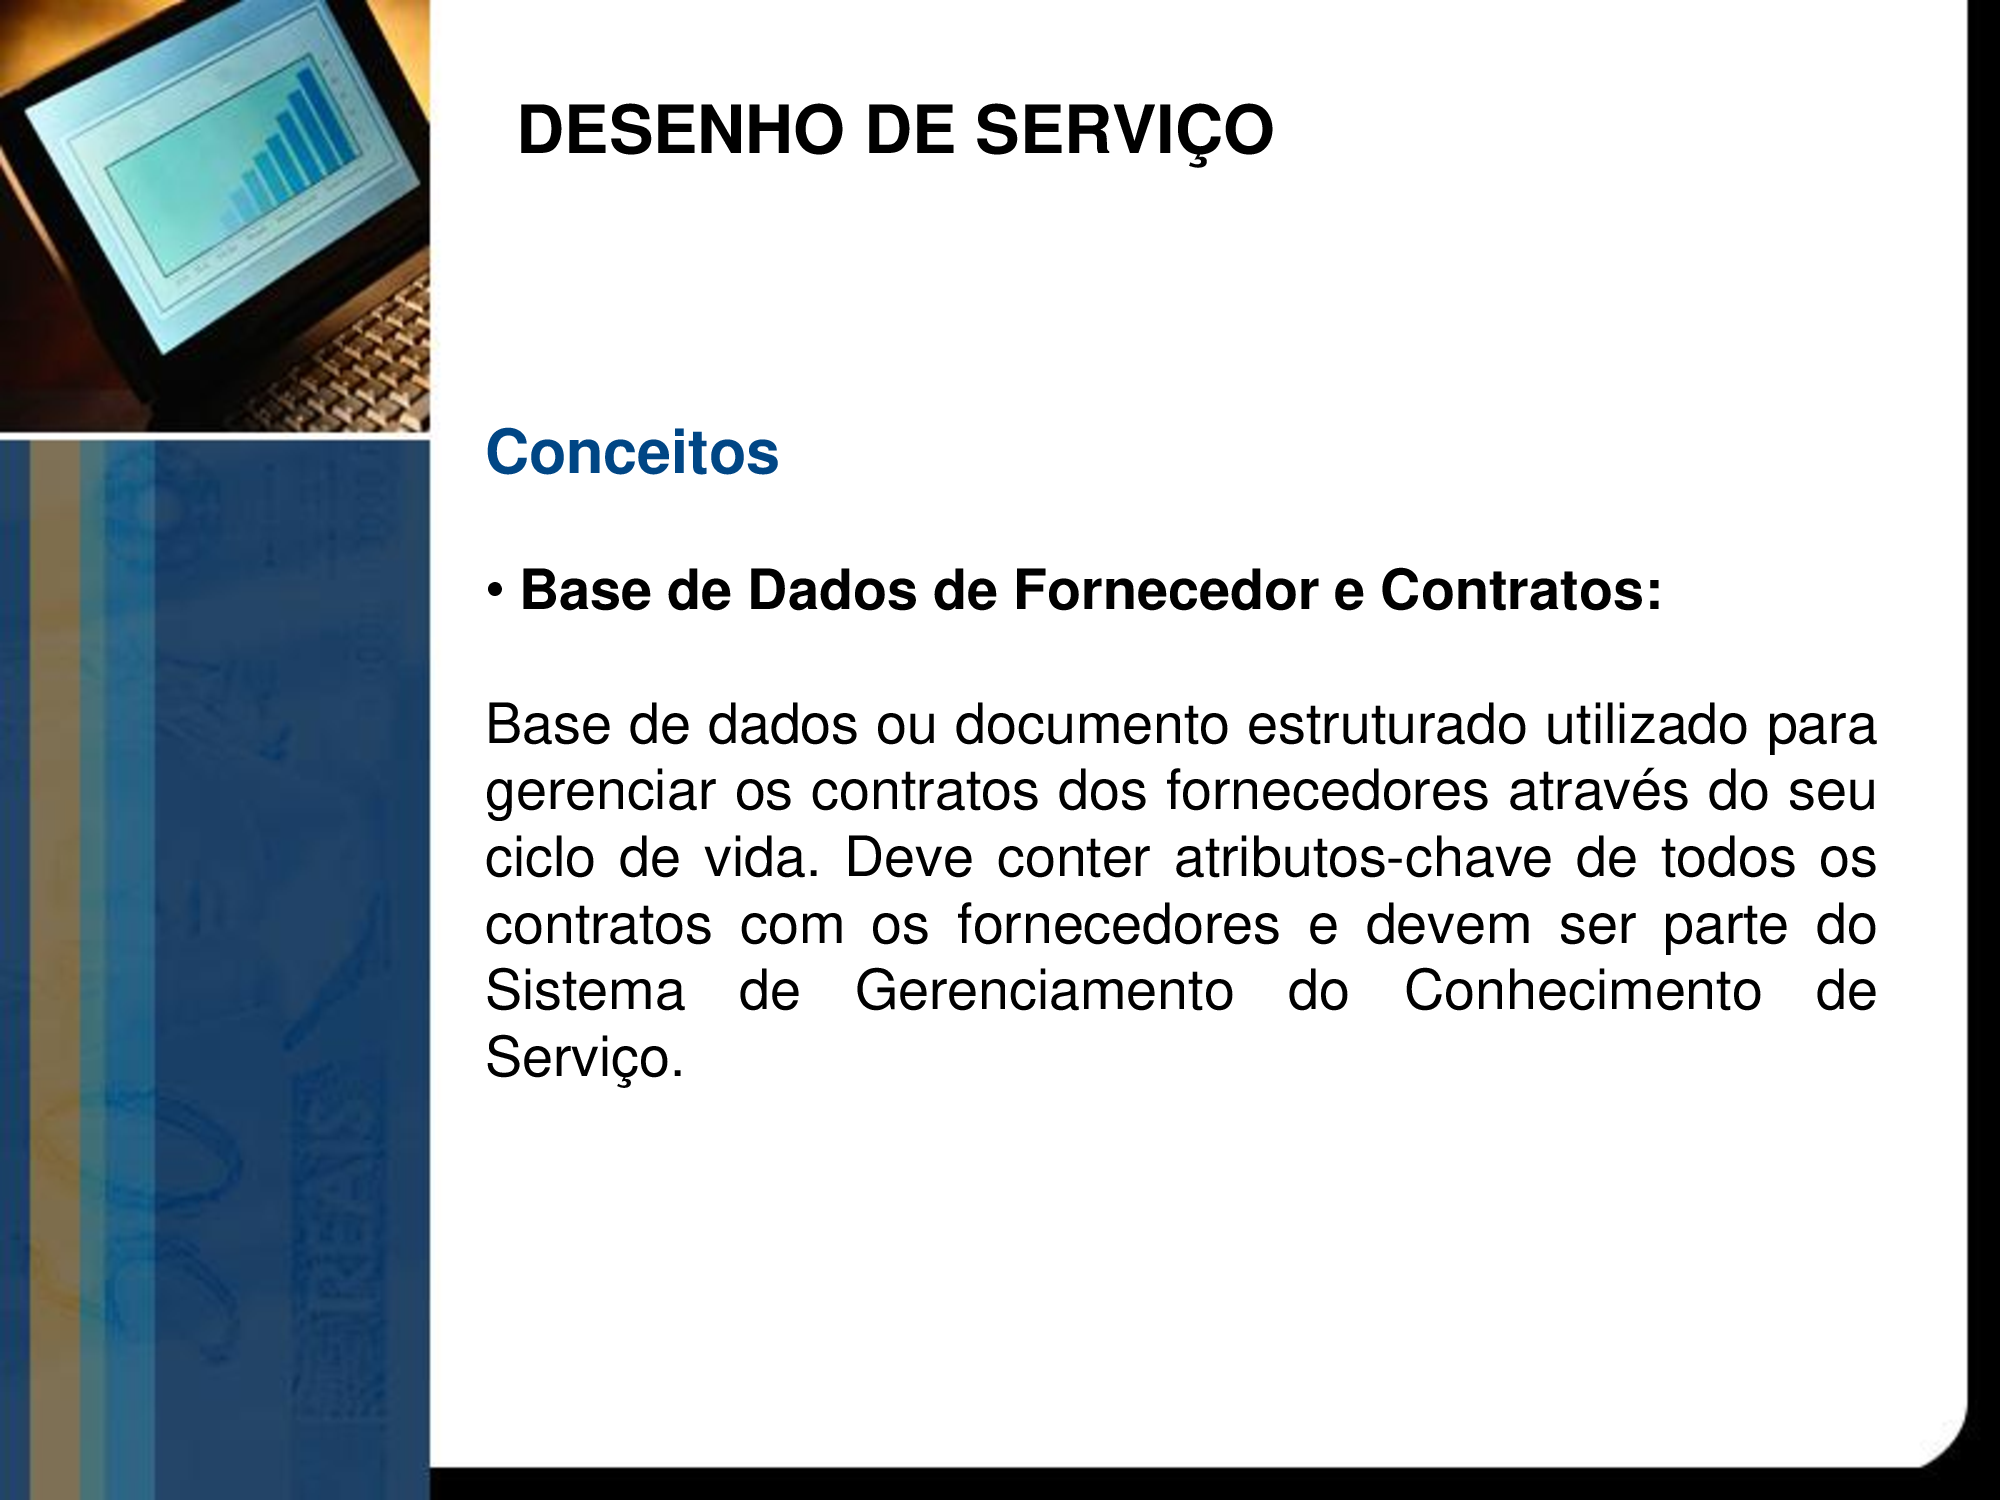 DESENHO DE SERVIÇO
Conceitos
• Base de Dados de Fornecedor e Contratos:
Base de dados ou documento estruturado utilizado para
gerenciar os contratos dos fornecedores através do seu
ciclo de vida. Deve conter atributos-chave de todos os
contratos com os fornecedores e devem ser parte do
Sistema de Gerenciamento do Conhecimento de
Serviço.
REAIS